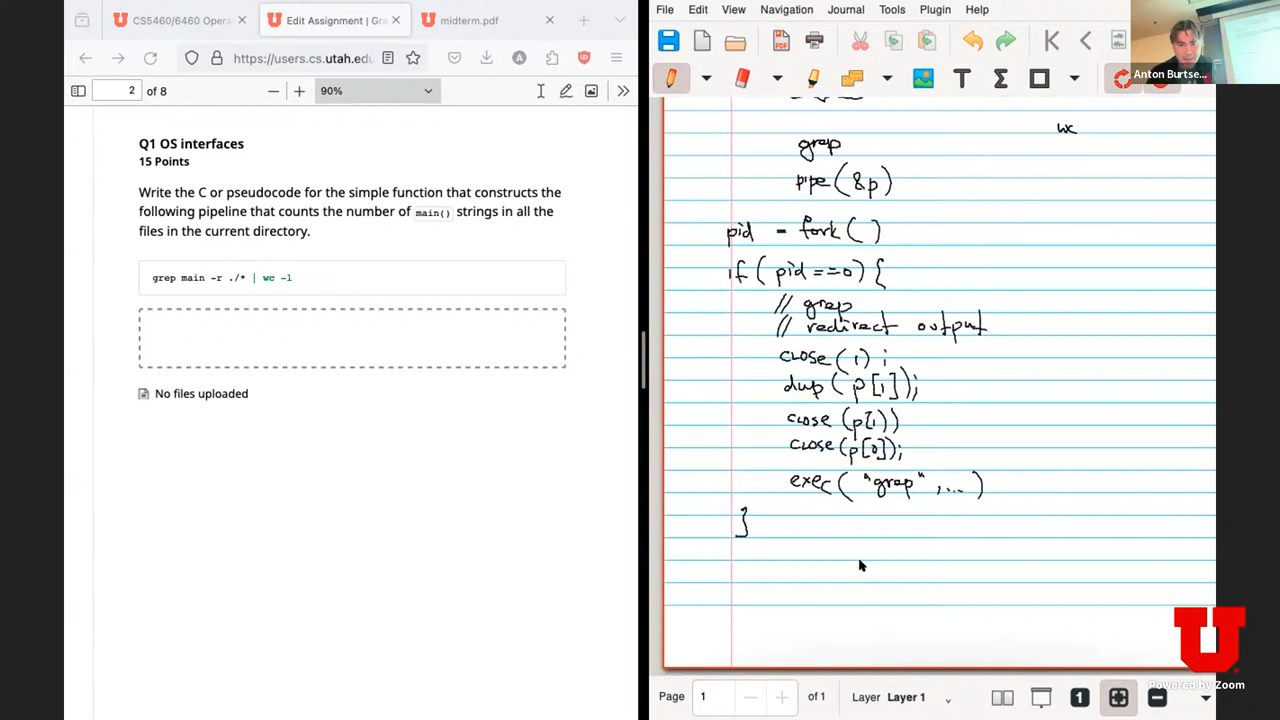 CS5460/6460 Opera
Edit Assignment | Gra
midterm.pdf
https://users.cs.utah.edu
2 of 8
90%
Q1 OS interfaces
15 Points
Write the C or pseudocode for the simple function that constructs the
following pipeline that counts the number of main() strings in all the
files in the current directory.
grep main -r ./* | wc -l
No files uploaded
File Edit View Navigation Journal Tools Plugin Help
Anton Burtse...
wc
grep
pipe (&p)
pid = fork ( )
if ( pid ==0) {
// grep
// redirect output
close (1) ;
dup ( p[1]);
close (p[1])
close (p[0]);
exec ( "grep" ,... )
}
Page 1 of 1 Layer Layer 1
1
U
Powered by Zoom